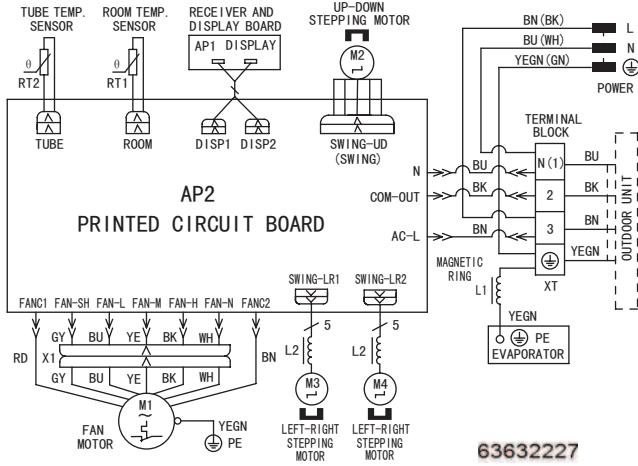 TUBE TEMP.
SENSOR
ROOM TEMP.
SENSOR
RECEIVER AND
DISPLAY BOARD
UP-DOWN
STEPPING MOTOR
AP1 DISPLAY
M2
θ
RT2
θ
RT1
TUBE
ROOM
DISP1
DISP2
SWING-UD
(SWING)
BN(BK)
L
BU(WH)
N
YEGN(GN)
POWER
TERMINAL
BLOCK
N
BU
N(1)
BU
COM-OUT
BK
2
BK
AC-L
BN
3
BN
YEGN
OUTDOOR UNIT
XT
AP2
PRINTED CIRCUIT BOARD
MAGNETIC
RING
L1
YEGN
PE
EVAPORATOR
FANC1
FAN-SH
FAN-L
FAN-M
FAN-H
FAN-N
FANC2
SWING-LR1
SWING-LR2
GY
BU
YE
BK
WH
RD
X1
BN
GY
BU
YE
BK
WH
M1
~
FAN
MOTOR
YEGN
PE
5
L2
M3
LEFT-RIGHT
STEPPING
MOTOR
5
L2
M4
LEFT-RIGHT
STEPPING
MOTOR
63632227